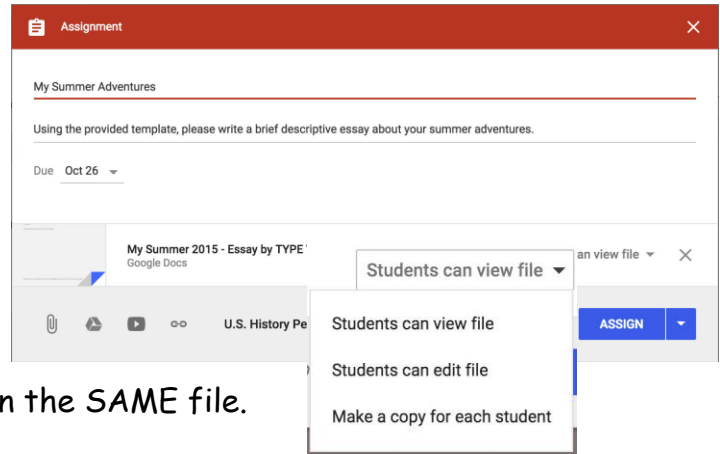 Assignment
My Summer Adventures
Using the provided template, please write a brief descriptive essay about your summer adventures.
Due Oct 26
My Summer 2015 - Essay by TYPE
Google Docs
an view file
Students can view file
U.S. History Pe
ASSIGN
Students can view file
Students can edit file
Make a copy for each student
n the SAME file.